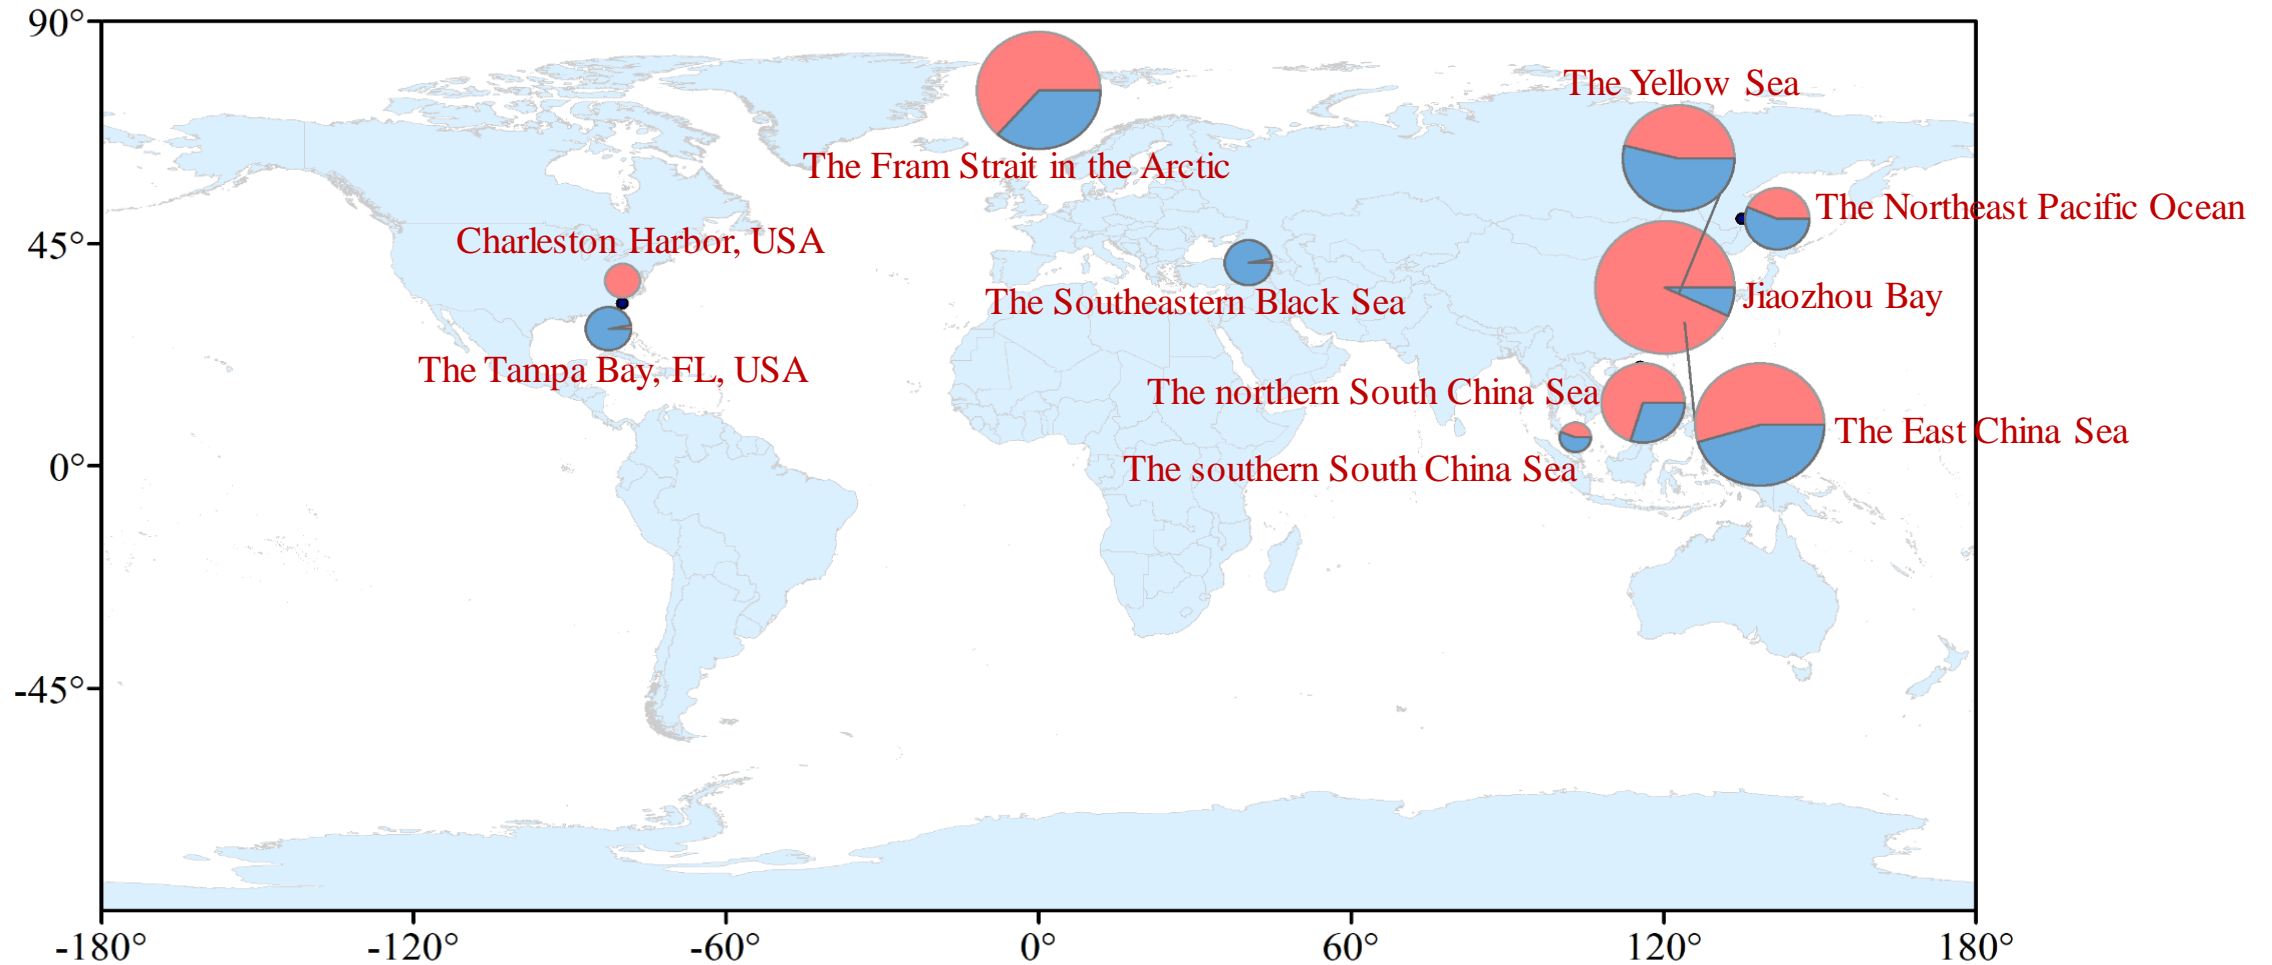 90°
The Yellow Sea
The Fram Strait in the Arctic
The Northeast Pacific Ocean
45°
Charleston Harbor, USA
The Southeastern Black Sea
Jiaozhou Bay
The Tampa Bay, FL, USA
The northern South China Sea
The East China Sea
0°
The southern South China Sea
-45°
-180°
-120°
-60°
0°
60°
120°
180°